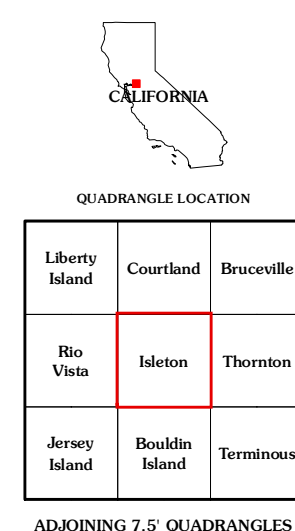 CALIFORNIA
QUADRANGLE LOCATION
Liberty
Island
Courtland
Bruceville
Rio
Vista
Isleton
Thornton
Jersey
Island
Bouldin
Island
Terminous
ADJOINING 7.5' QUADRANGLES